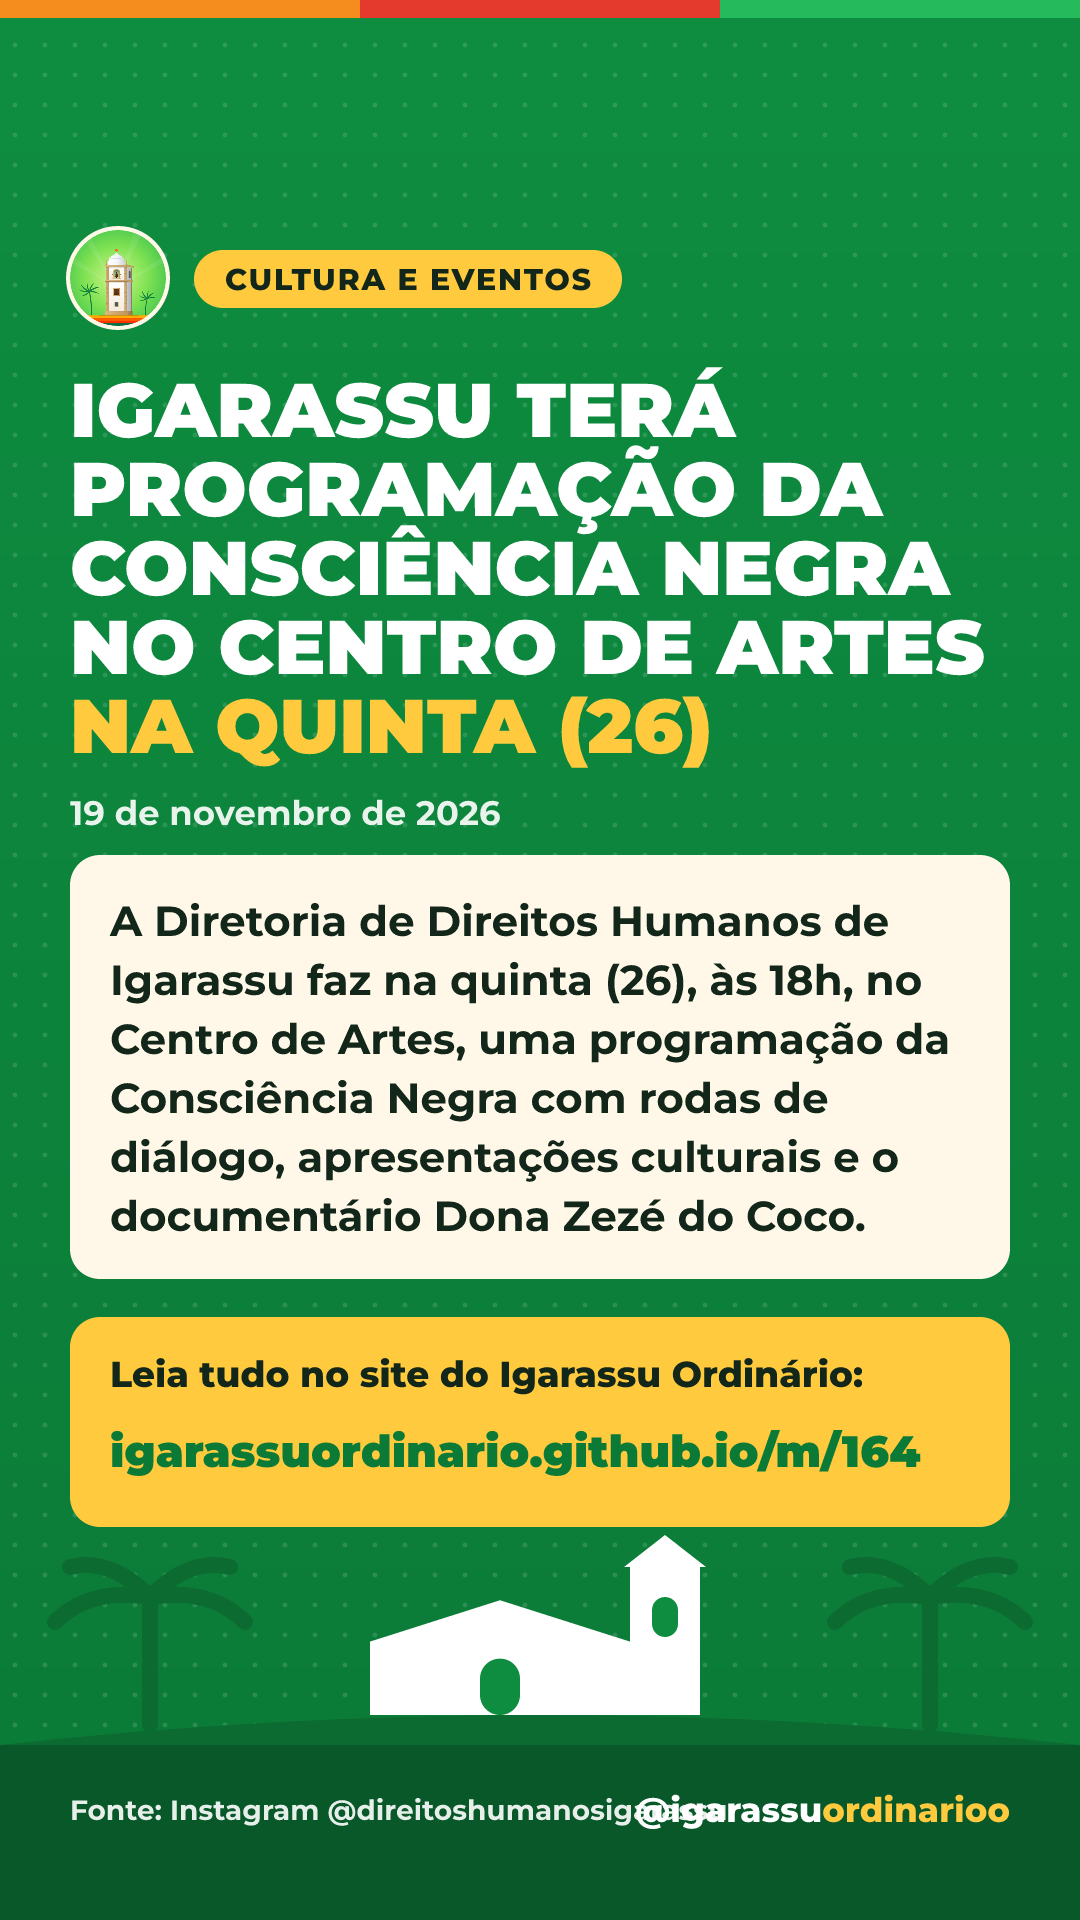 CULTURA E EVENTOS
IGARASSU TERÁ
PROGRAMAÇÃO DA
CONSCIÊNCIA NEGRA
NO CENTRO DE ARTES
NA QUINTA (26)
19 de novembro de 2026
A Diretoria de Direitos Humanos de
Igarassu faz na quinta (26), às 18h, no
Centro de Artes, uma programação da
Consciência Negra com rodas de
diálogo, apresentações culturais e o
documentário Dona Zezé do Coco.
Leia tudo no site do Igarassu Ordinário:
igarassuordinario.github.io/m/164
Fonte: Instagram
@igarassuordinarioo